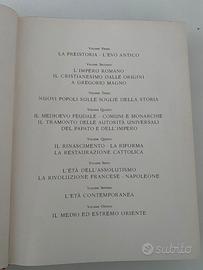 Volume Primo
LA PREISTORIA - L'EVO ANTICO
Volume Secondo
L'IMPERO ROMANO
IL CRISTIANESIMO DALLE ORIGINI
A GREGORIO MAGNO
Volume Terzo
NUOVI POPOLI SULLE SOGLIE DELLA STORIA
Volume Quarto
IL MEDIOEVO FEUDALE - COMUNI E MONARCHIE
IL TRAMONTO DELLE AUTORITÀ UNIVERSALI
DEL PAPATO E DELL'IMPERO
Volume Quinto
IL RINASCIMENTO - LA RIFORMA
LA RESTAURAZIONE CATTOLICA
Volume Sesto
L'ETÀ DELL'ASSOLUTISMO
LA RIVOLUZIONE FRANCESE - NAPOLEONE
Volume Settimo
L'ETÀ CONTEMPORANEA
Volume Ottavo
IL MEDIO ED ESTREMO ORIENTE
subito